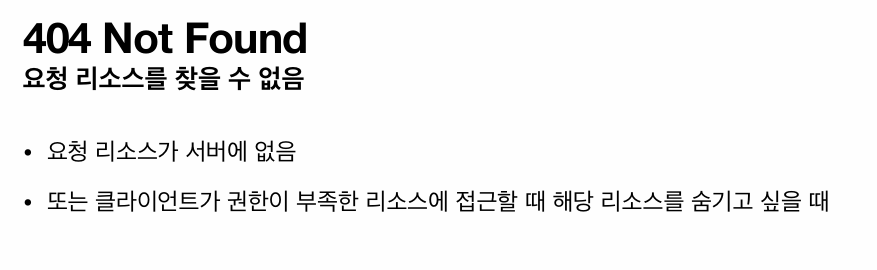 404 Not Found
요청 리소스를 찾을 수 없음
• 요청 리소스가 서버에 없음
• 또는 클라이언트가 권한이 부족한 리소스에 접근할 때 해당 리소스를 숨기고 싶을 때